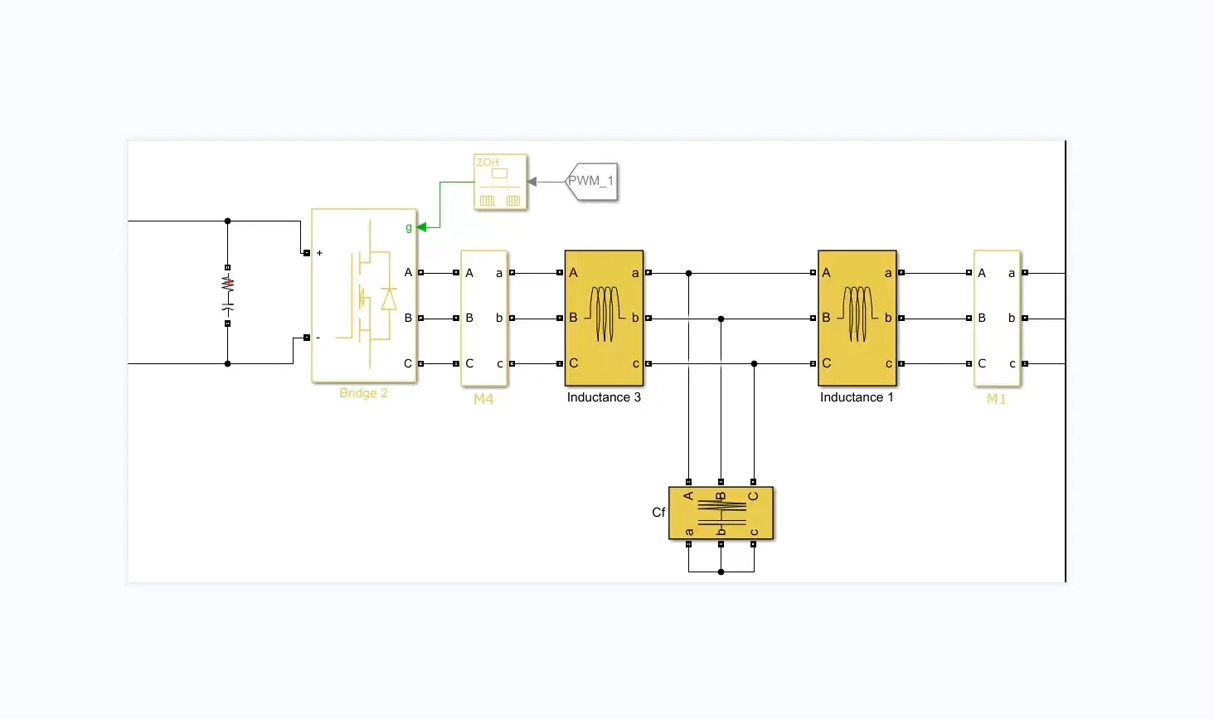 ZOH
PWM_1
g
+
-
A
B
C
Bridge 2
A a
B b
C c
M4
A a
B b
C c
Inductance 3
A a
B b
C c
Inductance 1
A a
B b
C c
M1
Cf
A B C
a b c